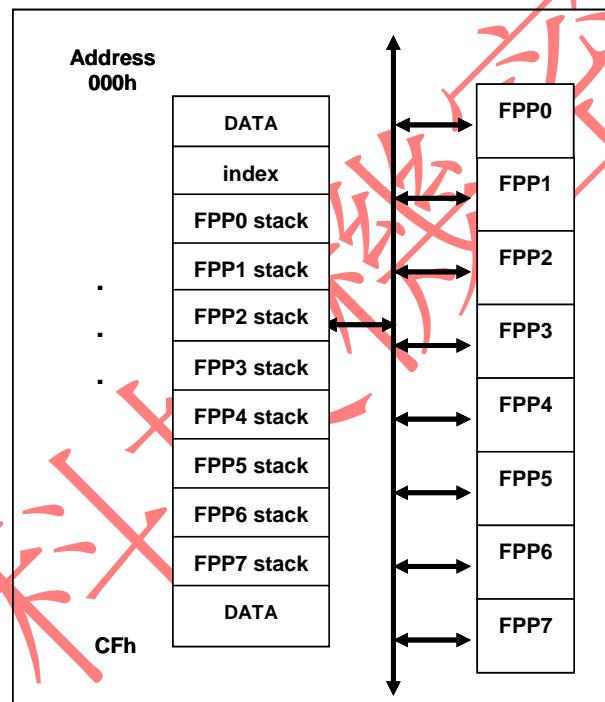 Address
000h
DATA
index
FPP0 stack
FPP1 stack
FPP2 stack
FPP3 stack
FPP4 stack
FPP5 stack
FPP6 stack
FPP7 stack
DATA
.
.
.
CFh
FPP0
FPP1
FPP2
FPP3
FPP4
FPP5
FPP6
FPP7